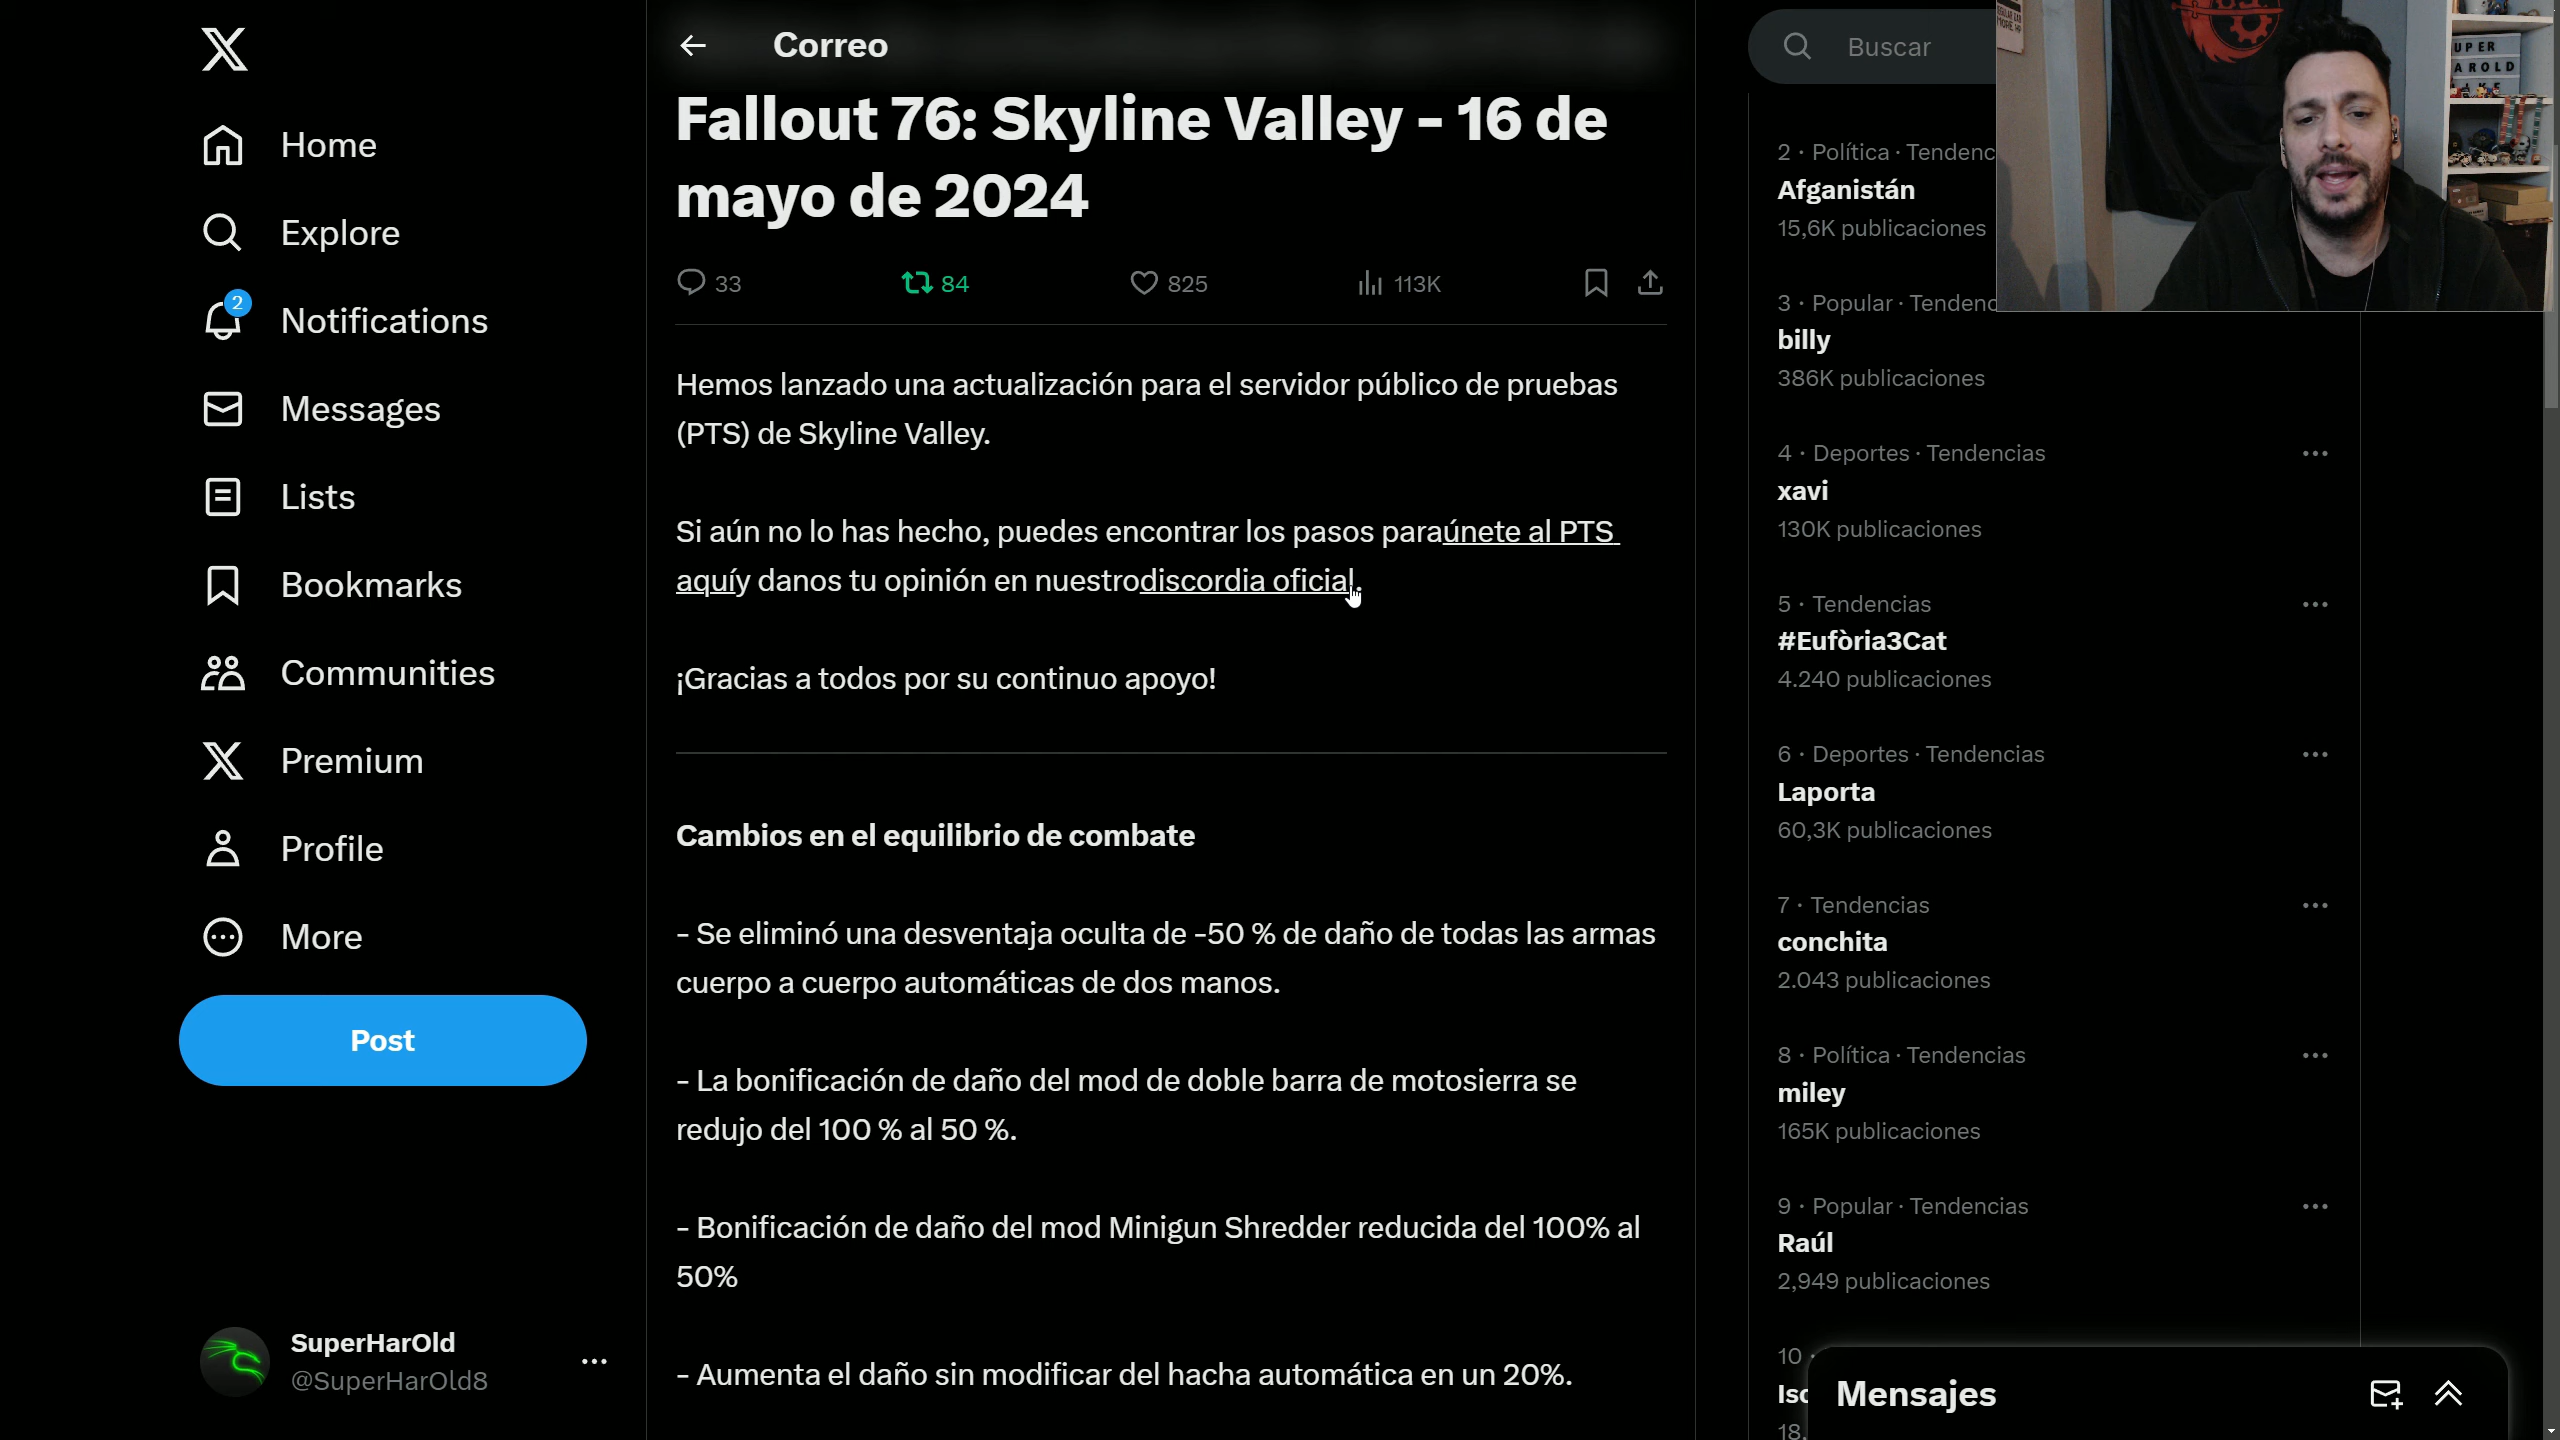 Home
Explore
2
Notifications
Messages
Lists
Bookmarks
Communities
Premium
Profile
More
Post
SuperHarOld
@SuperHarOld8
Correo
Fallout 76: Skyline Valley - 16 de
mayo de 2024
33
84
825
113K
Hemos lanzado una actualización para el servidor público de pruebas
(PTS) de Skyline Valley.
Si aún no lo has hecho, puedes encontrar los pasos paraúnete al PTS
aquíy danos tu opinión en nuestrodiscordia oficial.
¡Gracias a todos por su continuo apoyo!
Cambios en el equilibrio de combate
- Se eliminó una desventaja oculta de -50 % de daño de todas las armas
cuerpo a cuerpo automáticas de dos manos.
- La bonificación de daño del mod de doble barra de motosierra se
redujo del 100 % al 50 %.
- Bonificación de daño del mod Minigun Shredder reducida del 100% al
50%
- Aumenta el daño sin modificar del hacha automática en un 20%.
Buscar
2 · Política · Tendenc
Afganistán
15,6K publicaciones
3 · Popular · Tendenc
billy
386K publicaciones
4 · Deportes · Tendencias
xavi
130K publicaciones
5 · Tendencias
#Eufòria3Cat
4.240 publicaciones
6 · Deportes · Tendencias
Laporta
60,3K publicaciones
7 · Tendencias
conchita
2.043 publicaciones
8 · Política · Tendencias
miley
165K publicaciones
9 · Popular · Tendencias
Raúl
2,949 publicaciones
10 ·
Isc
18,
Mensajes
UPER
AROLD